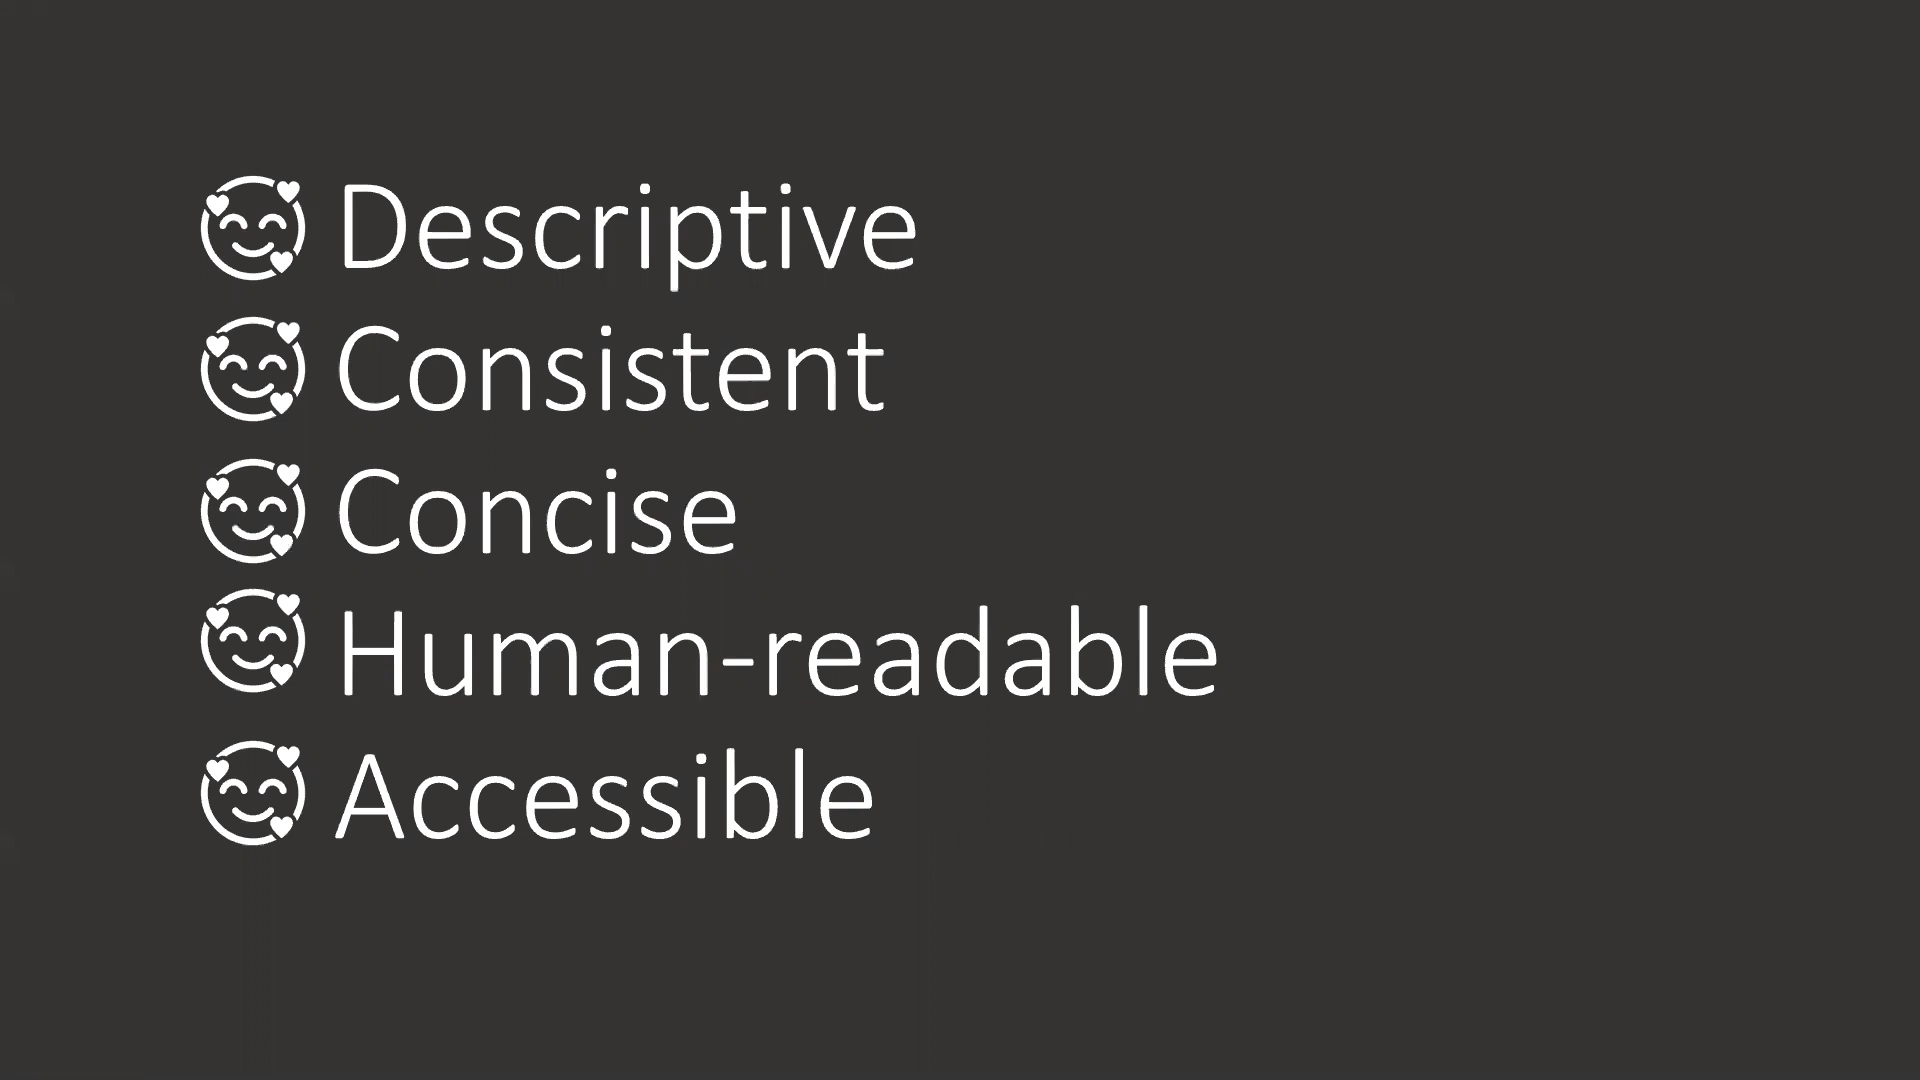 Descriptive
Consistent
Concise
Human-readable
Accessible